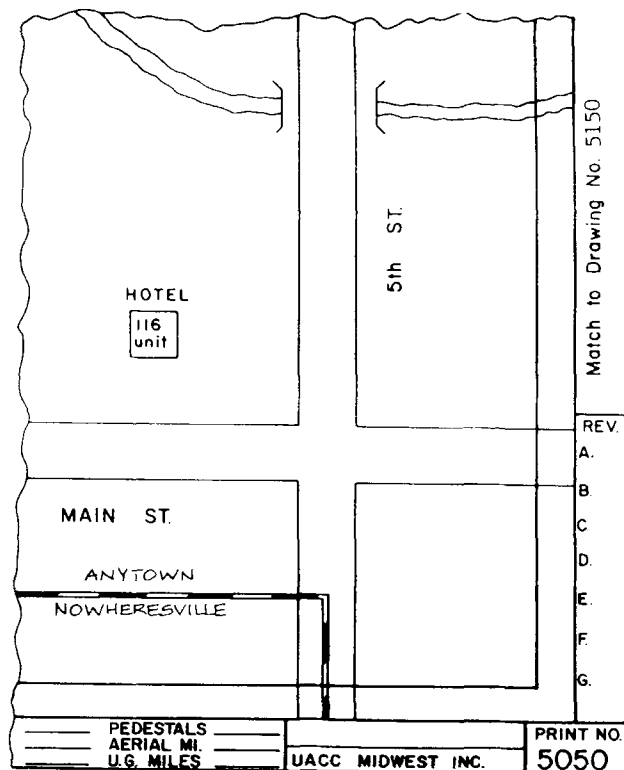 Match to Drawing No. 5150
5th ST.
HOTEL
116
unit
REV.
A.
B.
C
D.
E.
F.
G.
MAIN ST.
ANYTOWN
NOWHERESVILLE
PEDESTALS
AERIAL MI.
U.G. MILES
UACC MIDWEST INC.
PRINT NO.
5050